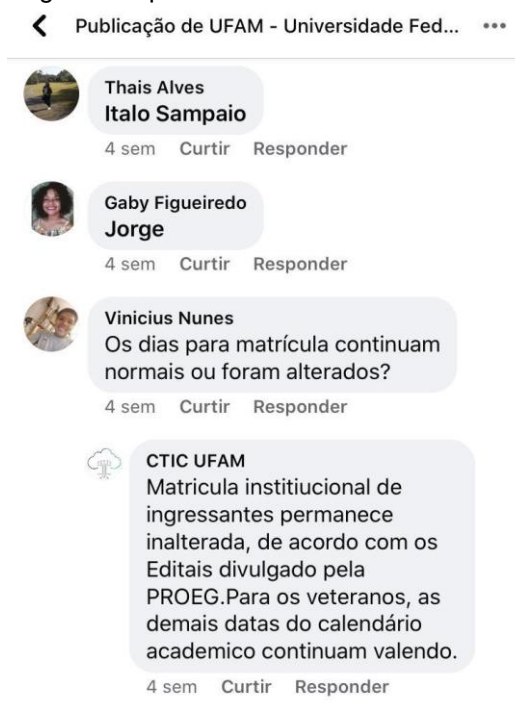 Publicação de UFAM - Universidade Fed... •••
Thais Alves
Italo Sampaio
4 sem Curtir Responder
Gaby Figueiredo
Jorge
4 sem Curtir Responder
Vinicius Nunes
Os dias para matrícula continuam
normais ou foram alterados?
4 sem Curtir Responder
CTIC UFAM
Matricula institiucional de
ingressantes permanece
inalterada, de acordo com os
Editais divulgado pela
PROEG.Para os veteranos, as
demais datas do calendário
academico continuam valendo.
4 sem Curtir Responder